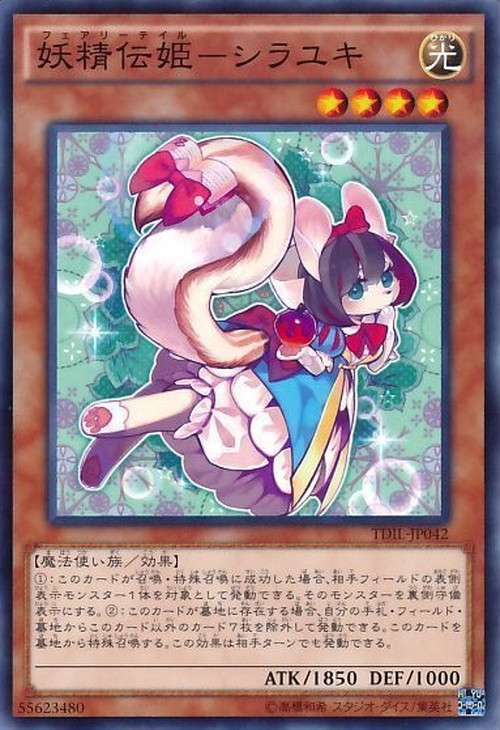 フェアリーテイル
妖精伝姫－シラユキ
ひかり
光
TDIL-JP042
【魔法使い族／効果】
①：このカードが召喚・特殊召喚に成功した場合、相手フィールドの表側
表示モンスター１体を対象として発動できる。そのモンスターを裏側守備
表示にする。②：このカードが墓地に存在する場合、自分の手札・フィールド・
墓地からこのカード以外のカード７枚を除外して発動できる。このカードを
墓地から特殊召喚する。この効果は相手ターンでも発動できる。
ATK/1850 DEF/1000
55623480
©高橋和希 スタジオ・ダイス/集英社